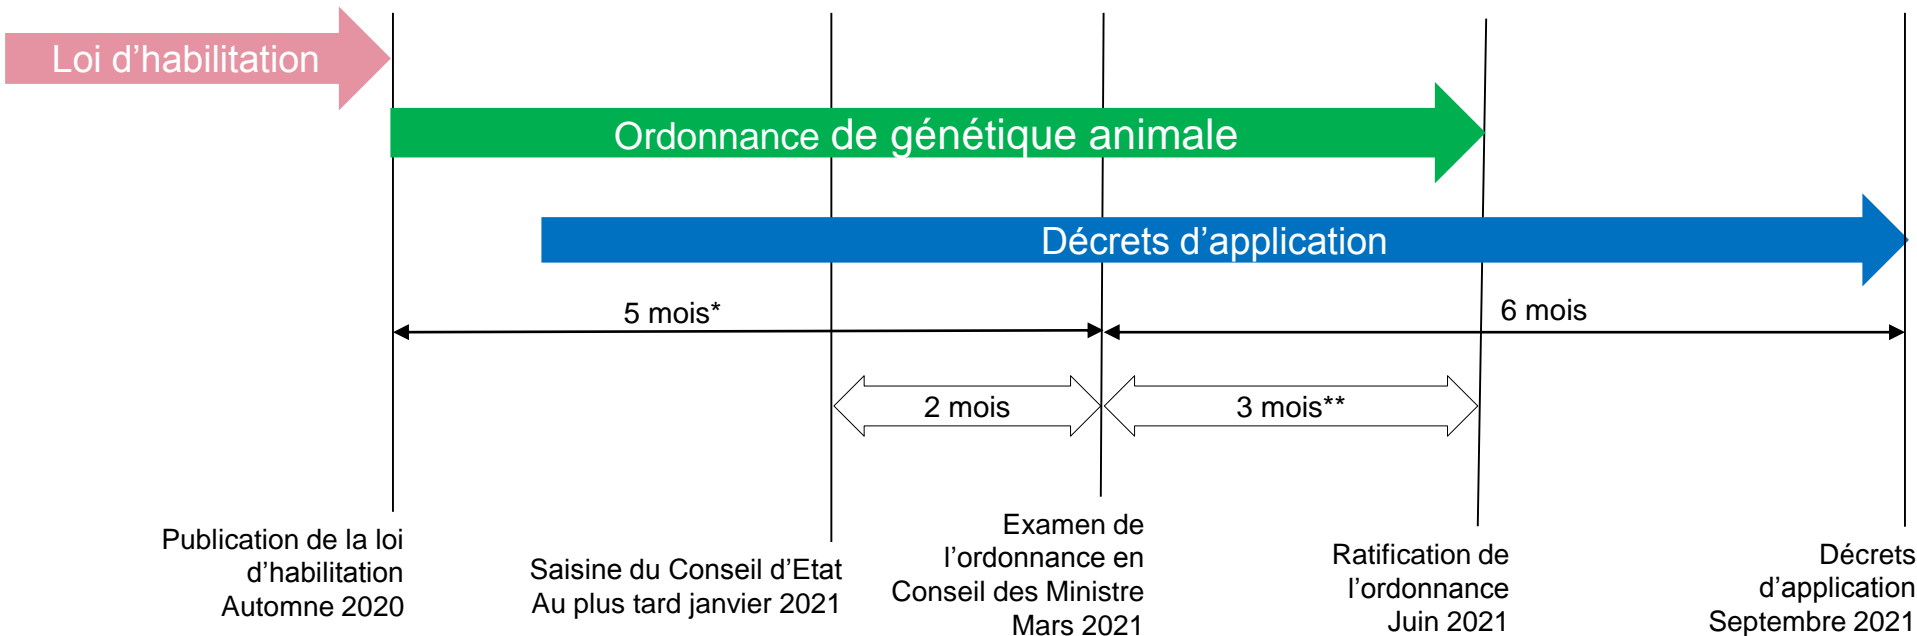 Loi d’habilitation
Ordonnance de génétique animale
Décrets d’application
5 mois*
6 mois
2 mois
3 mois**
Publication de la loi
d’habilitation
Automne 2020
Saisine du Conseil d’Etat
Au plus tard janvier 2021
Examen de
l’ordonnance en
Conseil des Ministre
Mars 2021
Ratification de
l’ordonnance
Juin 2021
Décrets
d’application
Septembre 2021